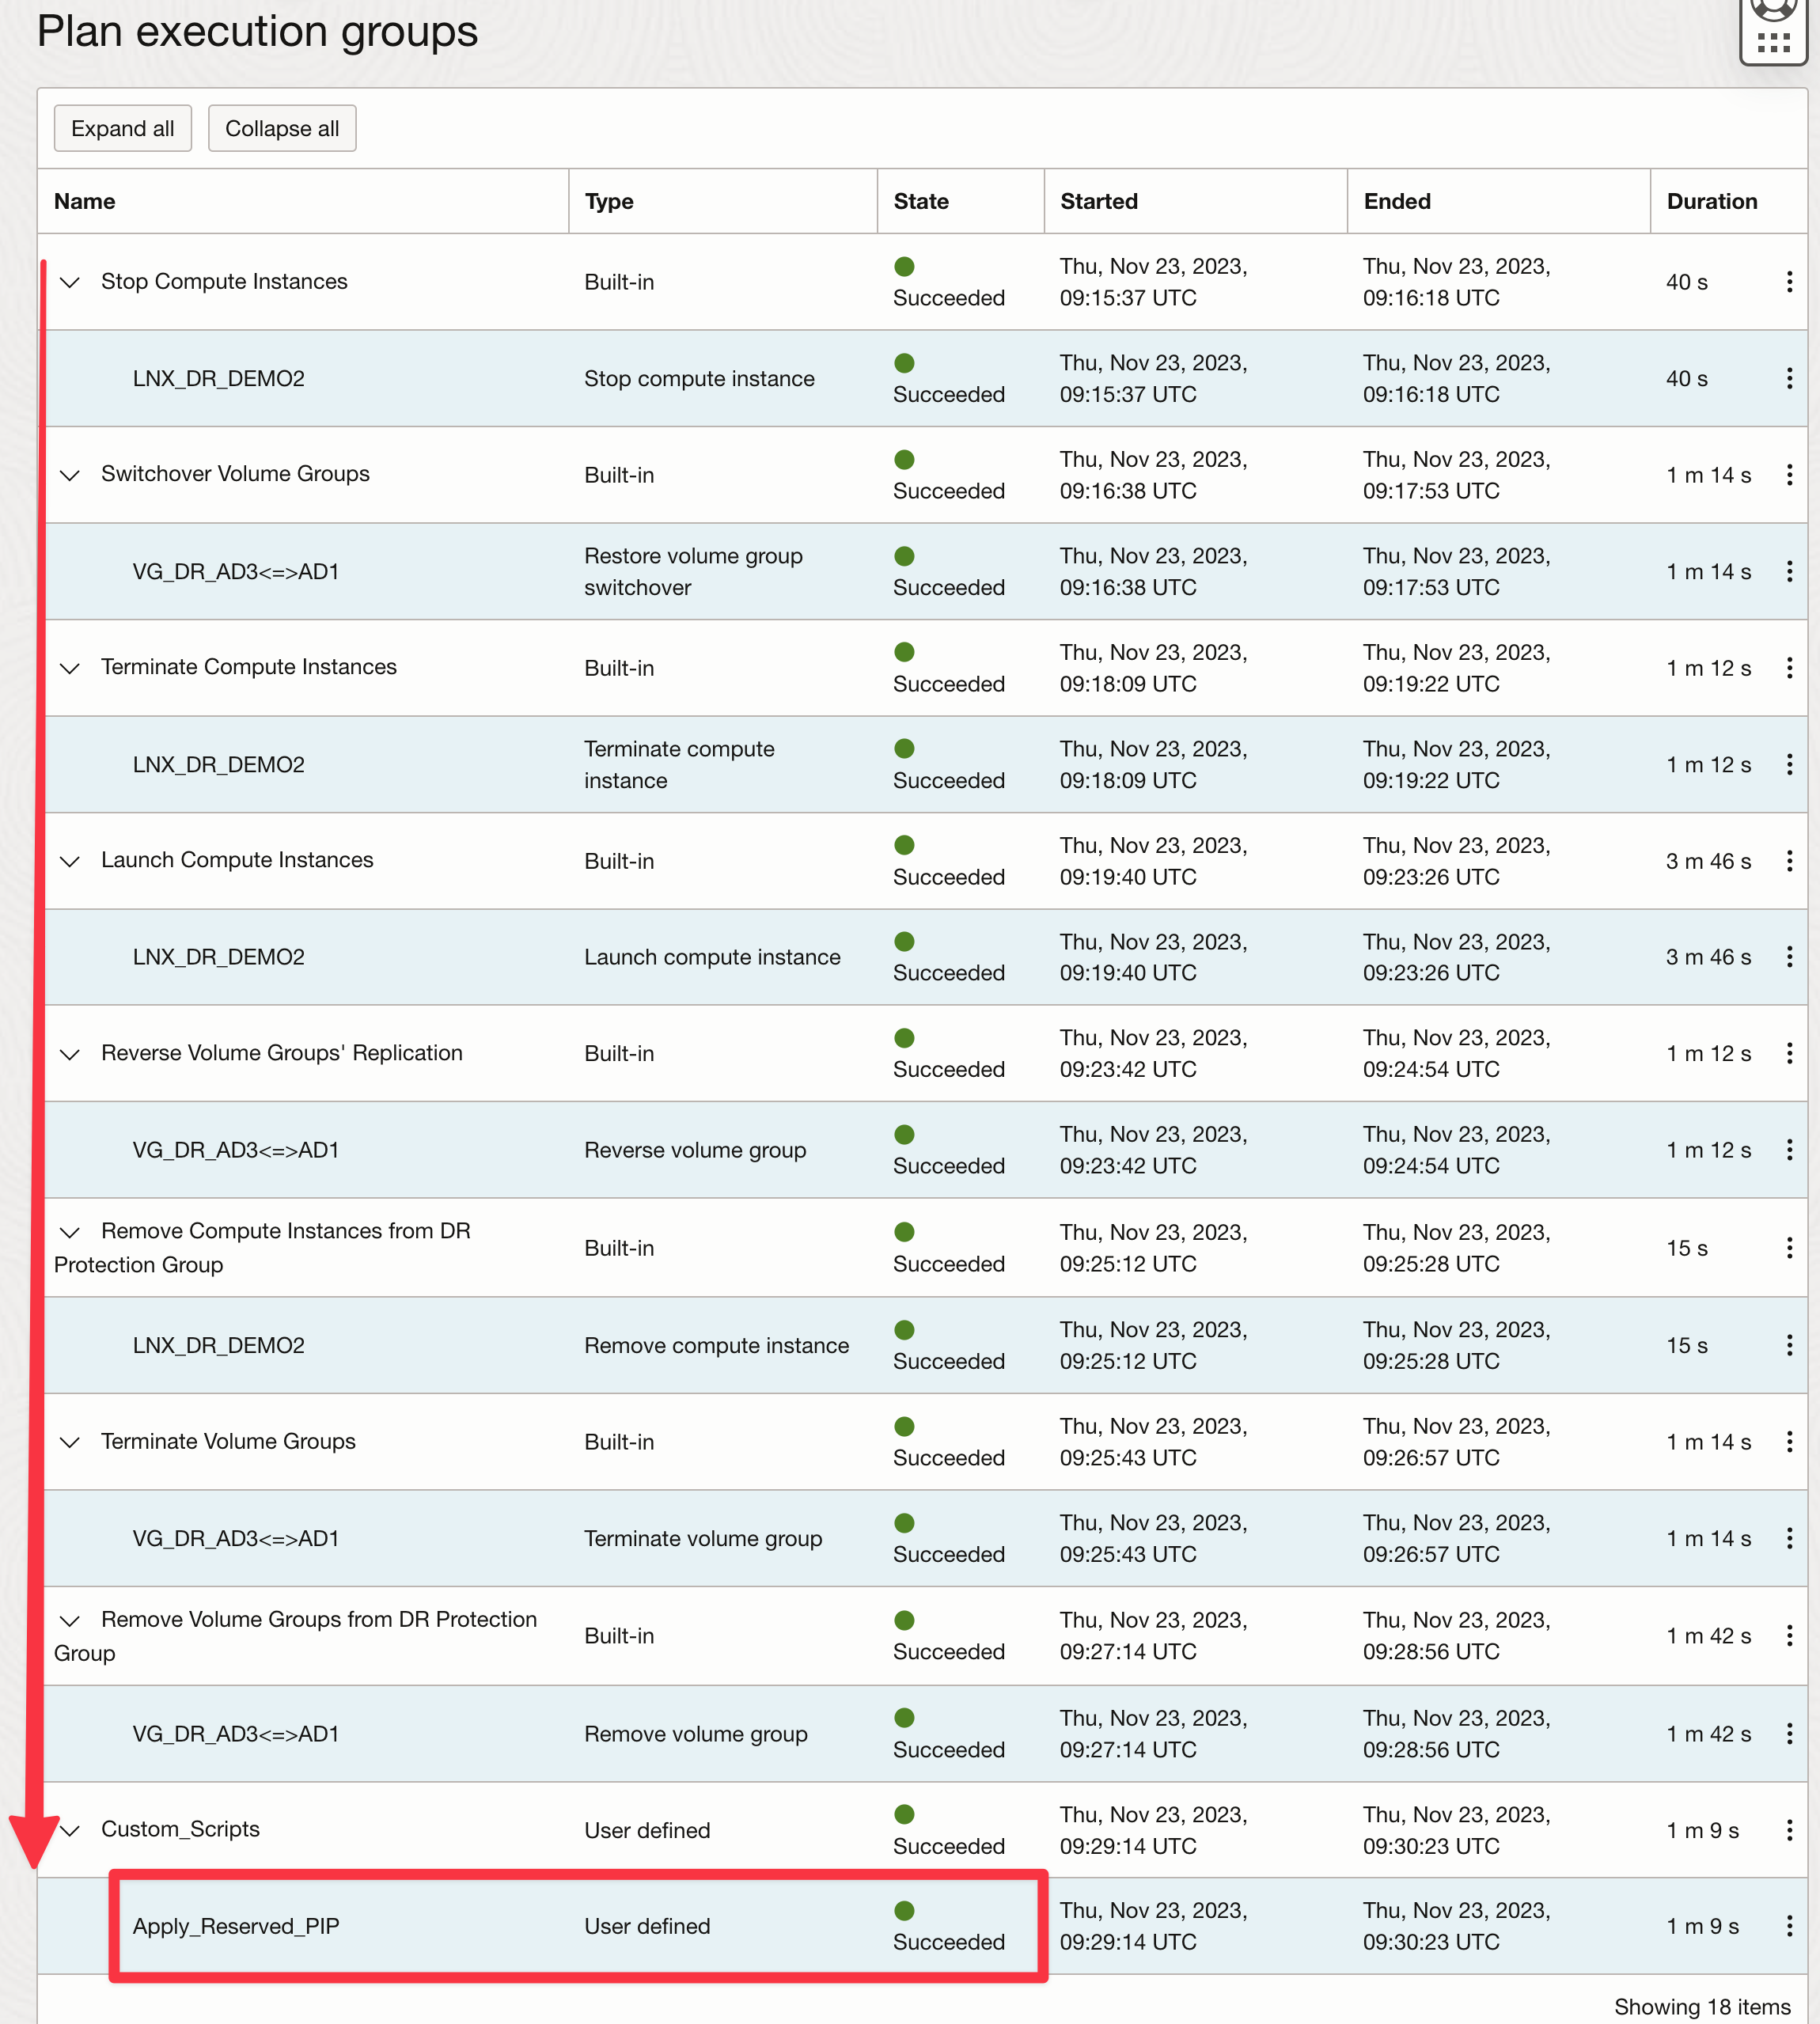 Plan execution groups
Expand all
Collapse all
Name Type State Started Ended Duration
Stop Compute Instances Built-in Succeeded Thu, Nov 23, 2023, 09:15:37 UTC Thu, Nov 23, 2023, 09:16:18 UTC 40 s
LNX_DR_DEMO2 Stop compute instance Succeeded Thu, Nov 23, 2023, 09:15:37 UTC Thu, Nov 23, 2023, 09:16:18 UTC 40 s
Switchover Volume Groups Built-in Succeeded Thu, Nov 23, 2023, 09:16:38 UTC Thu, Nov 23, 2023, 09:17:53 UTC 1 m 14 s
VG_DR_AD3<=>AD1 Restore volume group switchover Succeeded Thu, Nov 23, 2023, 09:16:38 UTC Thu, Nov 23, 2023, 09:17:53 UTC 1 m 14 s
Terminate Compute Instances Built-in Succeeded Thu, Nov 23, 2023, 09:18:09 UTC Thu, Nov 23, 2023, 09:19:22 UTC 1 m 12 s
LNX_DR_DEMO2 Terminate compute instance Succeeded Thu, Nov 23, 2023, 09:18:09 UTC Thu, Nov 23, 2023, 09:19:22 UTC 1 m 12 s
Launch Compute Instances Built-in Succeeded Thu, Nov 23, 2023, 09:19:40 UTC Thu, Nov 23, 2023, 09:23:26 UTC 3 m 46 s
LNX_DR_DEMO2 Launch compute instance Succeeded Thu, Nov 23, 2023, 09:19:40 UTC Thu, Nov 23, 2023, 09:23:26 UTC 3 m 46 s
Reverse Volume Groups' Replication Built-in Succeeded Thu, Nov 23, 2023, 09:23:42 UTC Thu, Nov 23, 2023, 09:24:54 UTC 1 m 12 s
VG_DR_AD3<=>AD1 Reverse volume group Succeeded Thu, Nov 23, 2023, 09:23:42 UTC Thu, Nov 23, 2023, 09:24:54 UTC 1 m 12 s
Remove Compute Instances from DR Protection Group Built-in Succeeded Thu, Nov 23, 2023, 09:25:12 UTC Thu, Nov 23, 2023, 09:25:28 UTC 15 s
LNX_DR_DEMO2 Remove compute instance Succeeded Thu, Nov 23, 2023, 09:25:12 UTC Thu, Nov 23, 2023, 09:25:28 UTC 15 s
Terminate Volume Groups Built-in Succeeded Thu, Nov 23, 2023, 09:25:43 UTC Thu, Nov 23, 2023, 09:26:57 UTC 1 m 14 s
VG_DR_AD3<=>AD1 Terminate volume group Succeeded Thu, Nov 23, 2023, 09:25:43 UTC Thu, Nov 23, 2023, 09:26:57 UTC 1 m 14 s
Remove Volume Groups from DR Protection Group Built-in Succeeded Thu, Nov 23, 2023, 09:27:14 UTC Thu, Nov 23, 2023, 09:28:56 UTC 1 m 42 s
VG_DR_AD3<=>AD1 Remove volume group Succeeded Thu, Nov 23, 2023, 09:27:14 UTC Thu, Nov 23, 2023, 09:28:56 UTC 1 m 42 s
Custom_Scripts User defined Succeeded Thu, Nov 23, 2023, 09:29:14 UTC Thu, Nov 23, 2023, 09:30:23 UTC 1 m 9 s
Apply_Reserved_PIP User defined Succeeded Thu, Nov 23, 2023, 09:29:14 UTC Thu, Nov 23, 2023, 09:30:23 UTC 1 m 9 s
Showing 18 items